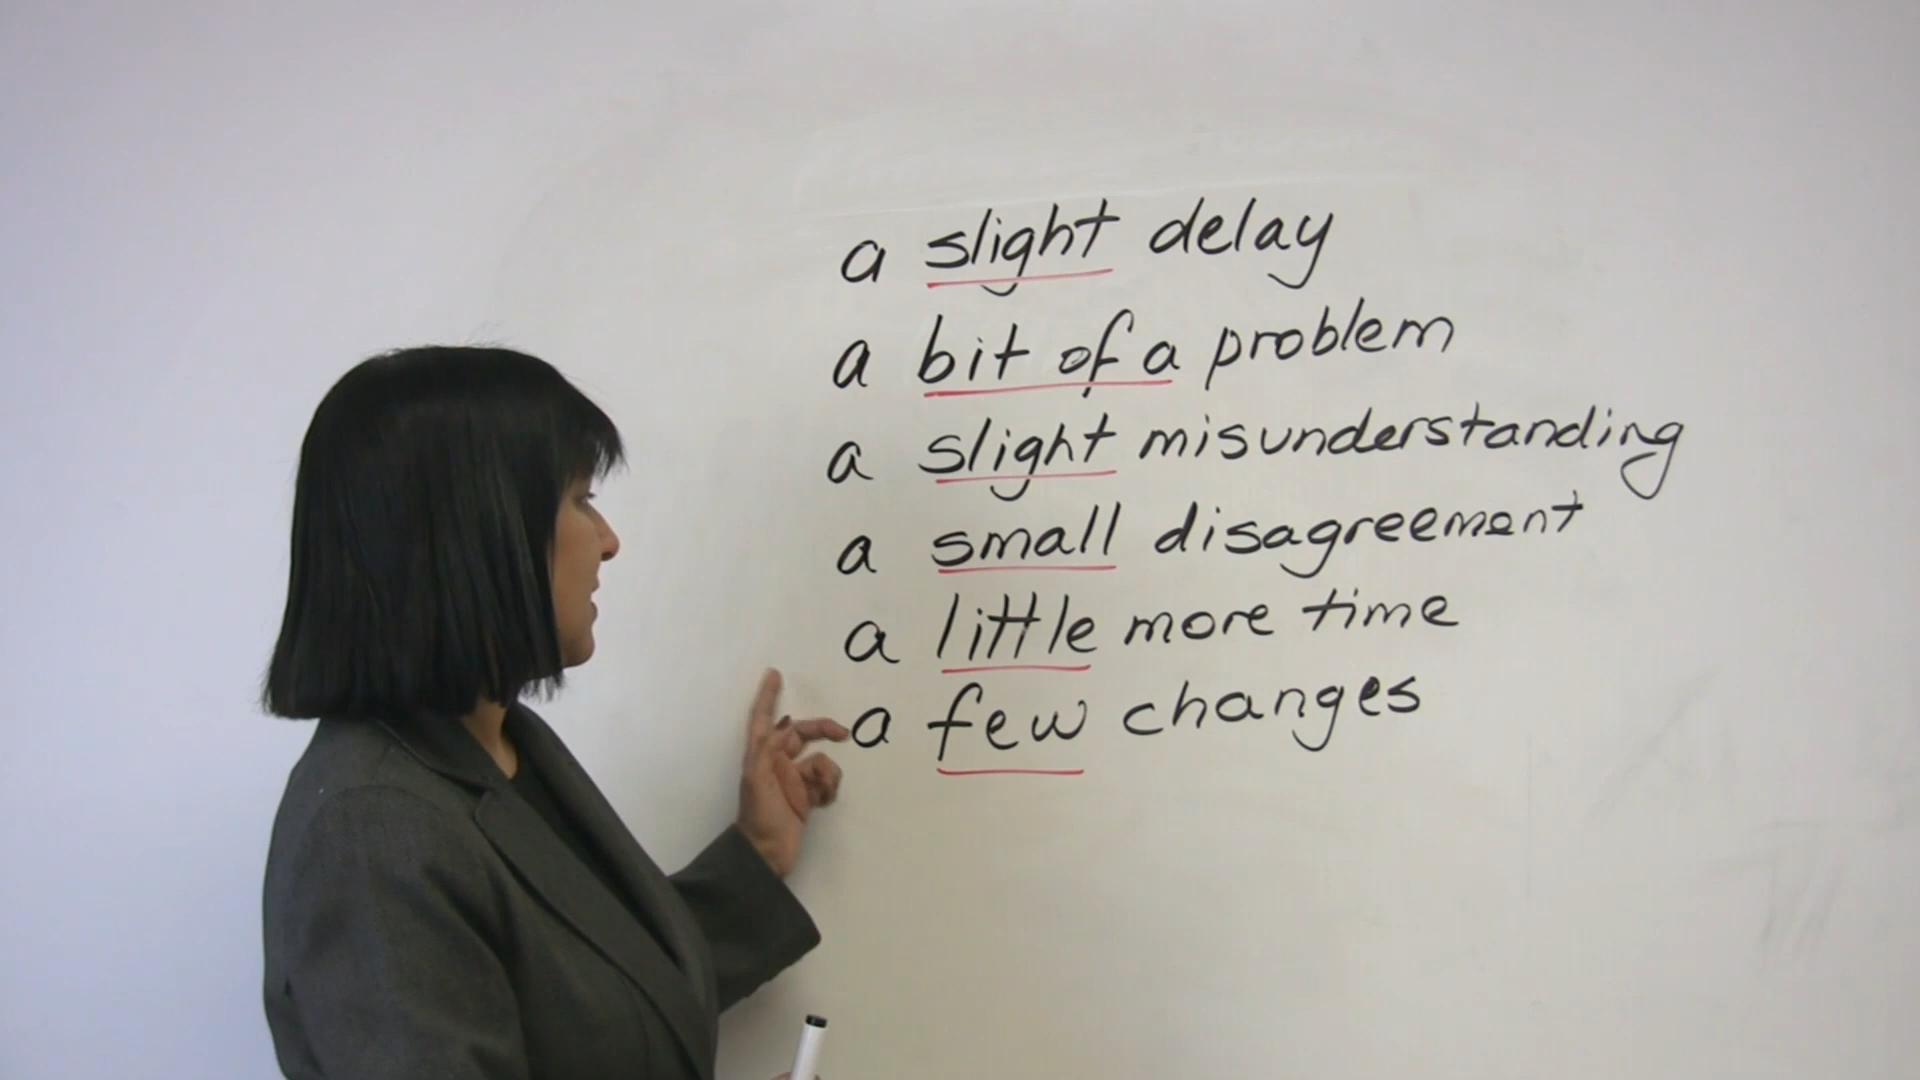 a slight delay
a bit of a problem
a slight misunderstanding
a small disagreement
a little more time
a few changes